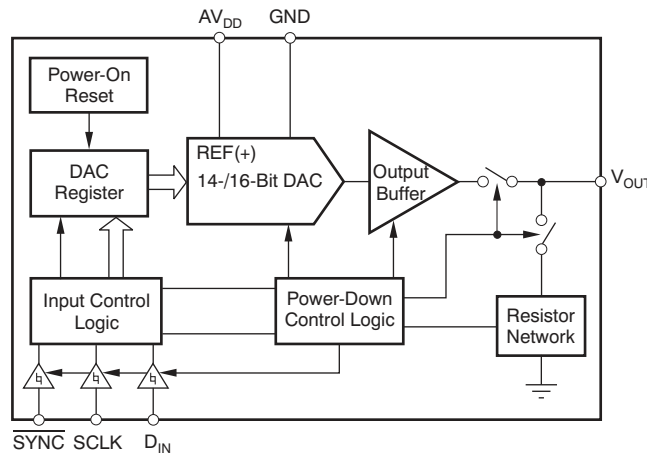 AVDD
GND
Power-On
Reset
REF(+)
14-/16-Bit DAC
DAC
Register
Output
Buffer
VOUT
Input Control
Logic
Power-Down
Control Logic
Resistor
Network
SYNC
SCLK
DIN